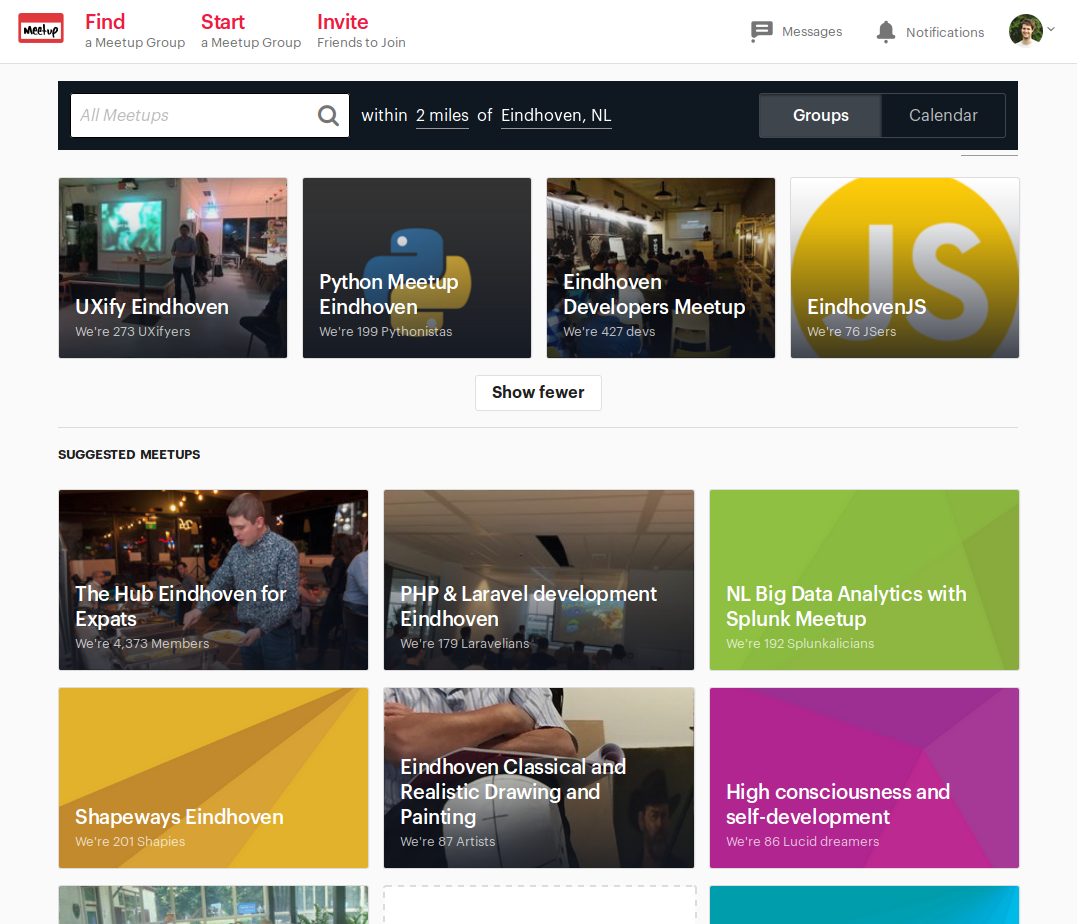 Meetup
Find
a Meetup Group
Start
a Meetup Group
Invite
Friends to Join
Messages
Notifications
All Meetups
within 2 miles of Eindhoven, NL
Groups
Calendar
UXify Eindhoven
We're 273 UXifyers
Python Meetup
Eindhoven
We're 199 Pythonistas
Eindhoven
Developers Meetup
We're 427 devs
JS
EindhovenJS
We're 76 JSers
Show fewer
SUGGESTED MEETUPS
The Hub Eindhoven for
Expats
We're 4,373 Members
PHP & Laravel development
Eindhoven
We're 179 Laravelians
NL Big Data Analytics with
Splunk Meetup
We're 192 Splunkalicians
Shapeways Eindhoven
We're 201 Shapies
Eindhoven Classical and
Realistic Drawing and
Painting
We're 87 Artists
High consciousness and
self-development
We're 86 Lucid dreamers